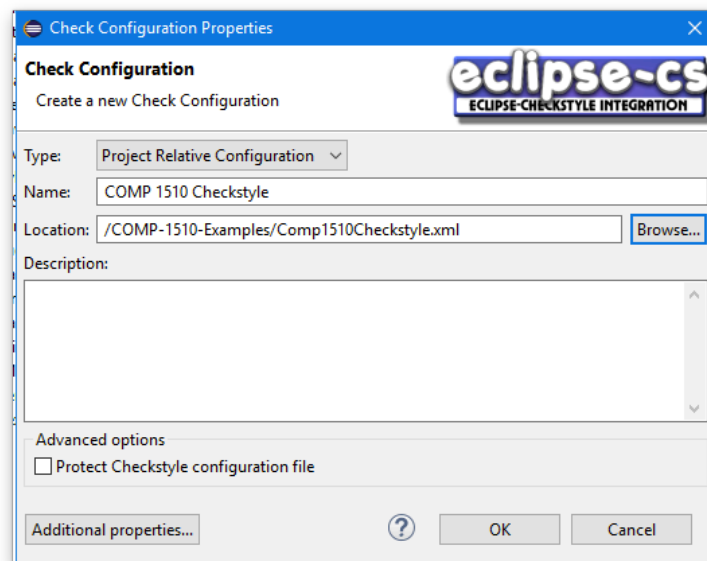 Check Configuration Properties
Check Configuration
Create a new Check Configuration
eclipse-cs
ECLIPSE-CHECKSTYLE INTEGRATION
Type: Project Relative Configuration
Name: COMP 1510 Checkstyle
Location: /COMP-1510-Examples/Comp1510Checkstyle.xml Browse...
Description:
Advanced options
Protect Checkstyle configuration file
Additional properties... ? OK Cancel